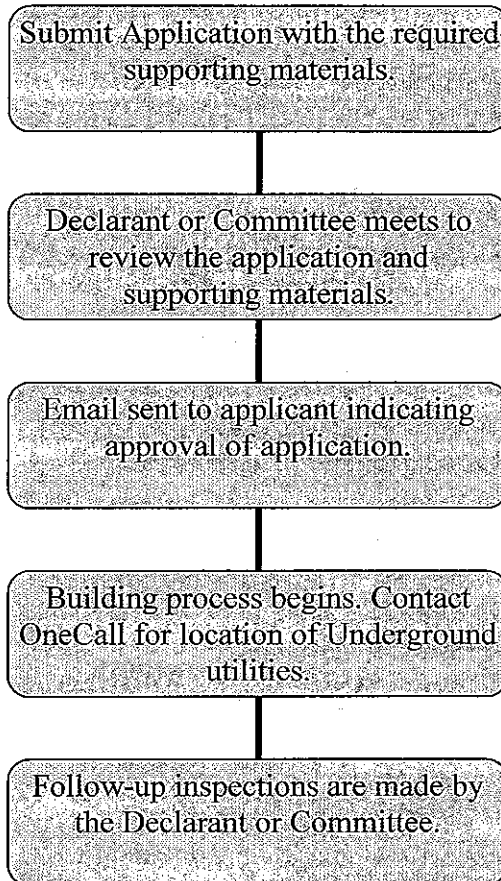 Submit Application with the required
supporting materials.
Declarant or Committee meets to
review the application and
supporting materials.
Email sent to applicant indicating
approval of application.
Building process begins. Contact
OneCall for location of Underground
utilities.
Follow-up inspections are made by
the Declarant or Committee.